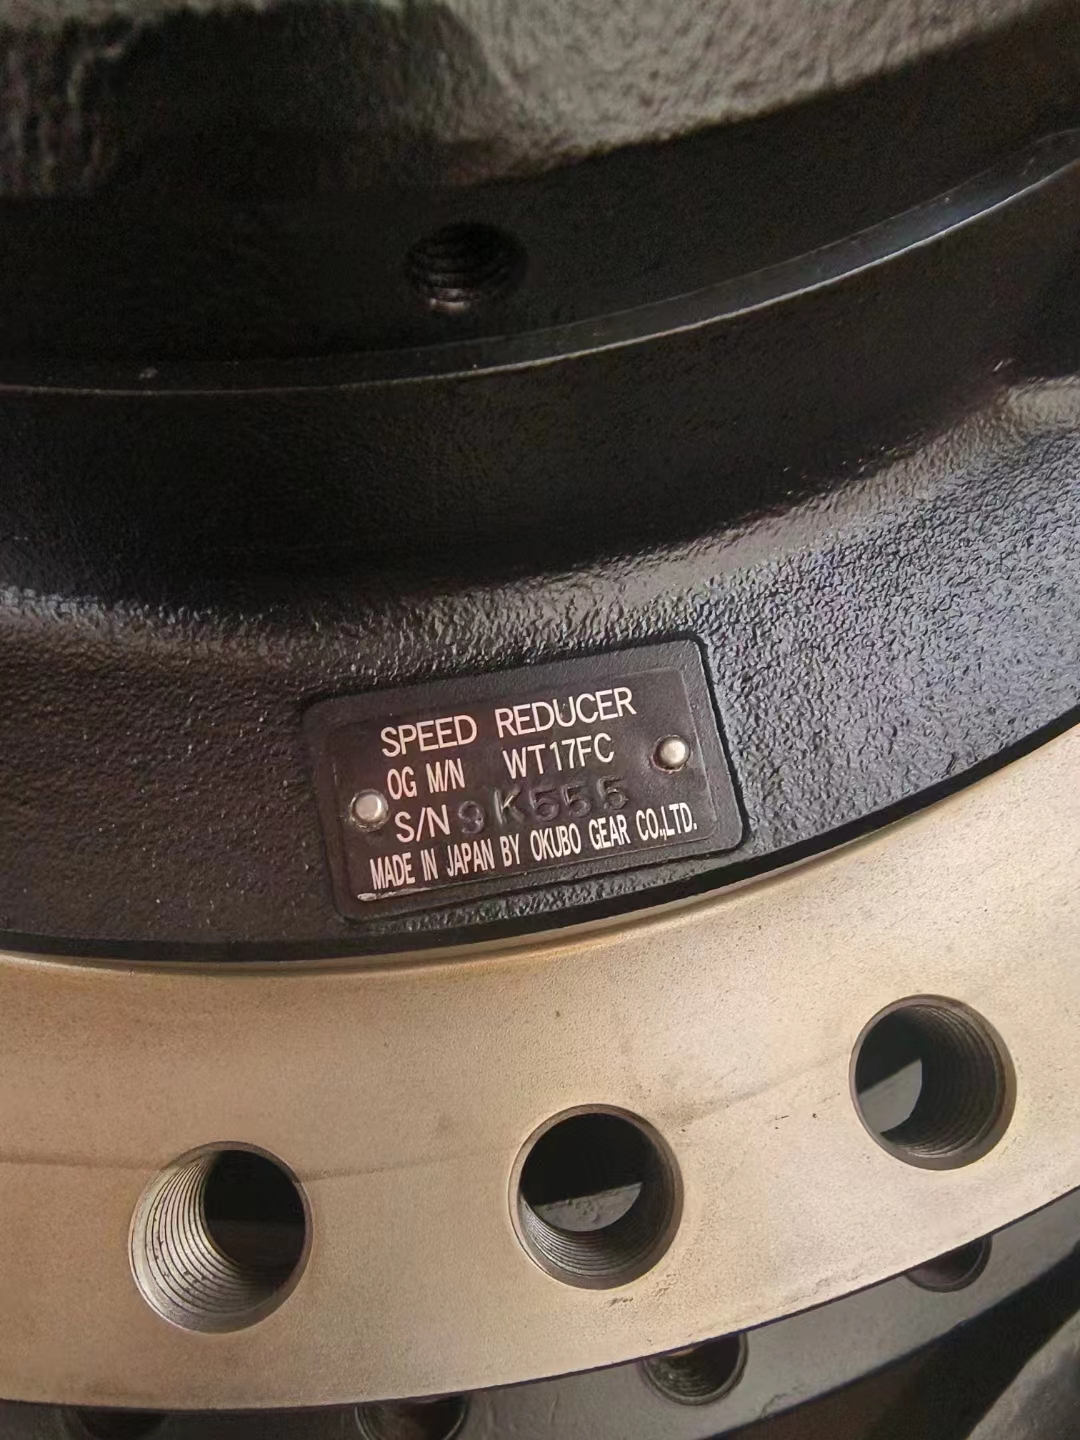 SPEED REDUCER
OG M/N WT17FC
S/N 9K555
MADE IN JAPAN BY OKUBO GEAR CO.,LTD.